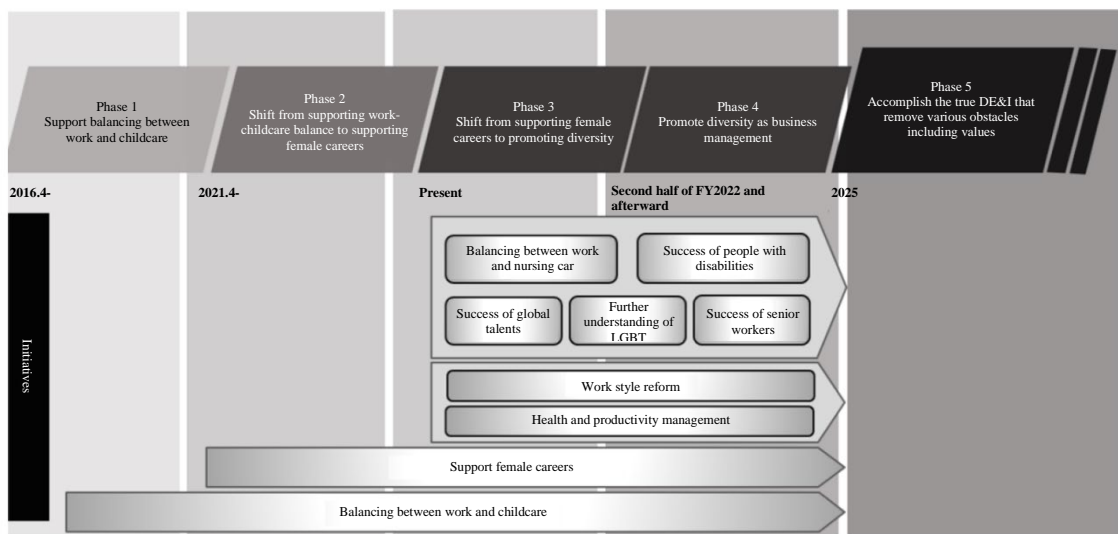 Phase 1
Support balancing between
work and childcare
Phase 2
Shift from supporting work-
childcare balance to supporting
female careers
Phase 3
Shift from supporting female
careers to promoting diversity
Phase 4
Promote diversity as business
management
Phase 5
Accomplish the true DE&I that
remove various obstacles
including values
2016.4-
2021.4-
Present
Second half of FY2022 and
afterward
2025
Initiatives
Balancing between work
and nursing car
Success of people with
disabilities
Success of global
talents
Further
understanding of
LGBT
Success of senior
workers
Work style reform
Health and productivity management
Support female careers
Balancing between work and childcare